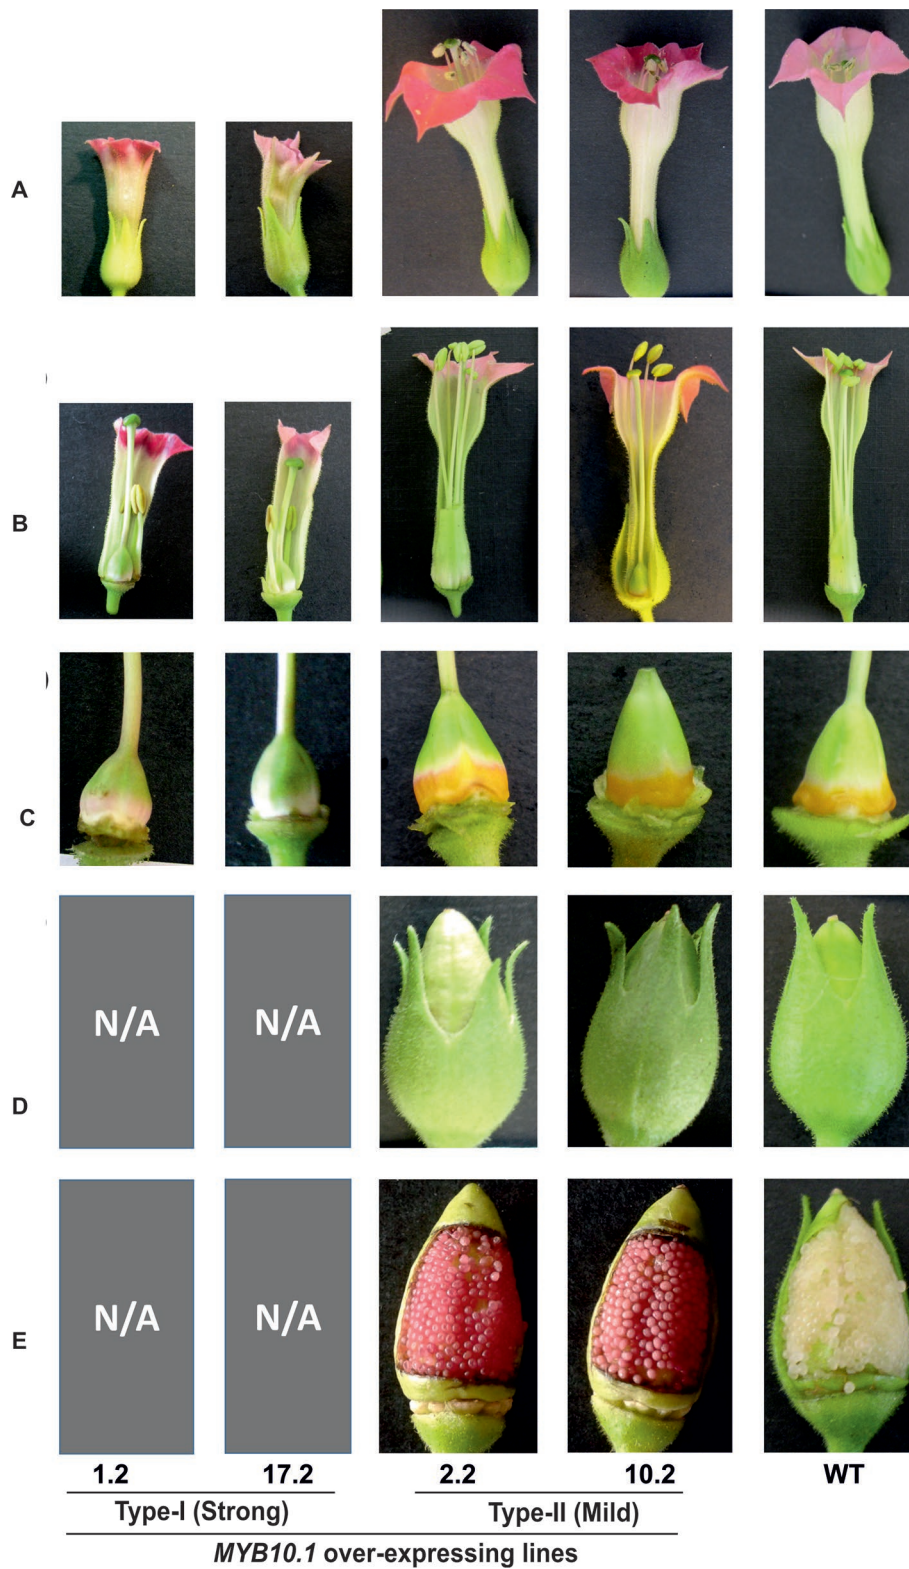 A
B
C
N/A N/A
D
N/A N/A
E
1.2 17.2 2.2 10.2 WT
Type-I (Strong) Type-II (Mild)
MYB10.1 over-expressing lines